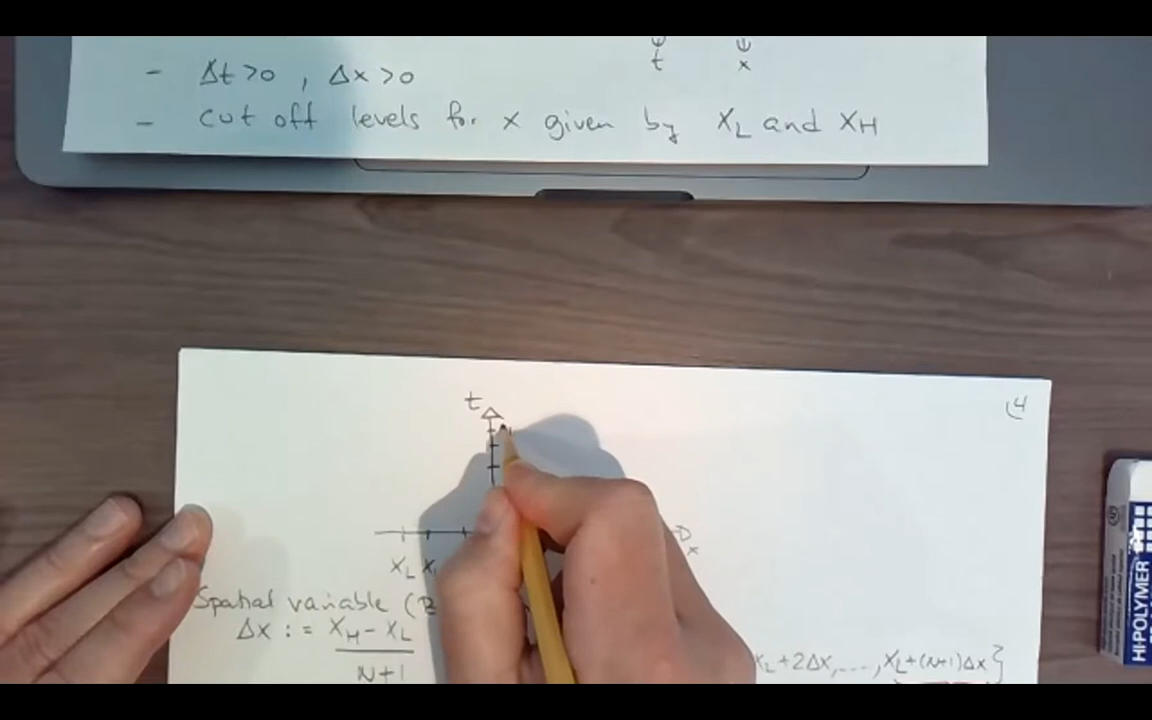 Ψ Ψ
t x
- Δt>0 , Δx>0
- cut off levels for x given by X_L and X_H
4
t
x
X_L X
Spatial variable (
Δx := X_H - X_L
N+1
X_L+2Δx,....,X_L+(N+1)Δx}
HI-POLYMER